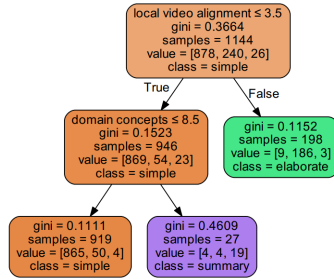 local video alignment ≤ 3.5
gini = 0.3664
samples = 1144
value = [878, 240, 26]
class = simple
True
False
domain concepts ≤ 8.5
gini = 0.1523
samples = 946
value = [869, 54, 23]
class = simple
gini = 0.1152
samples = 198
value = [9, 186, 3]
class = elaborate
gini = 0.1111
samples = 919
value = [865, 50, 4]
class = simple
gini = 0.4609
samples = 27
value = [4, 4, 19]
class = summary